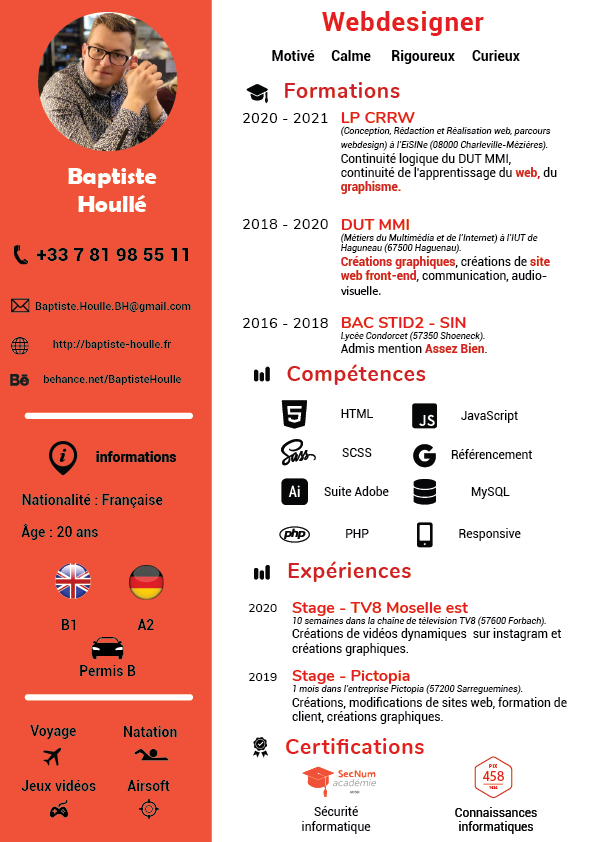 Baptiste
Houllé
+33 7 81 98 55 11
Baptiste.Houlle.BH@gmail.com
http://baptiste-houlle.fr
Bē behance.net/BaptisteHoulle
i informations
Nationalité : Française
Âge : 20 ans
B1 A2
Permis B
Voyage Natation
Jeux vidéos Airsoft
Webdesigner
Motivé Calme Rigoureux Curieux
Formations
2020 - 2021 LP CRRW
(Conception, Rédaction et Réalisation web, parcours
webdesign) à l'EiSINe (08000 Charleville-Mézières).
Continuité logique du DUT MMI,
continuité de l'apprentissage du web, du
graphisme.
2018 - 2020 DUT MMI
(Métiers du Multimédia et de l'Internet) à l'IUT de
Haguneau (67500 Haguenau).
Créations graphiques, créations de site
web front-end, communication, audio-
visuelle.
2016 - 2018 BAC STID2 - SIN
Lycée Condorcet (57350 Shoeneck).
Admis mention Assez Bien.
Compétences
5 HTML JS JavaScript
Sass SCSS G Référencement
Ai Suite Adobe MySQL
php PHP Responsive
Expériences
2020 Stage - TV8 Moselle est
10 semaines dans la chaîne de télevision TV8 (57600 Forbach).
Créations de vidéos dynamiques sur instagram et
créations graphiques.
2019 Stage - Pictopia
1 mois dans l'entreprise Pictopia (57200 Sarreguemines).
Créations, modifications de sites web, formation de
client, créations graphiques.
Certifications
SecNum
académie
PIX
458
Sécurité
informatique
Connaissances
informatiques